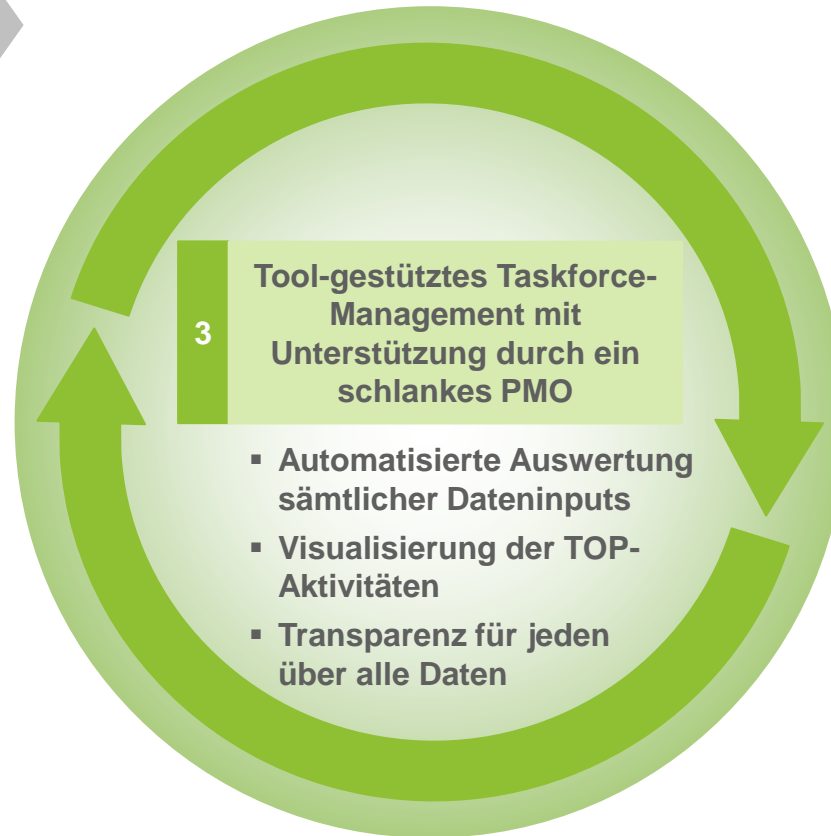 3
Tool-gestütztes Taskforce-
Management mit
Unterstützung durch ein
schlankes PMO
▪ Automatisierte Auswertung
sämtlicher Dateninputs
▪ Visualisierung der TOP-
Aktivitäten
▪ Transparenz für jeden
über alle Daten